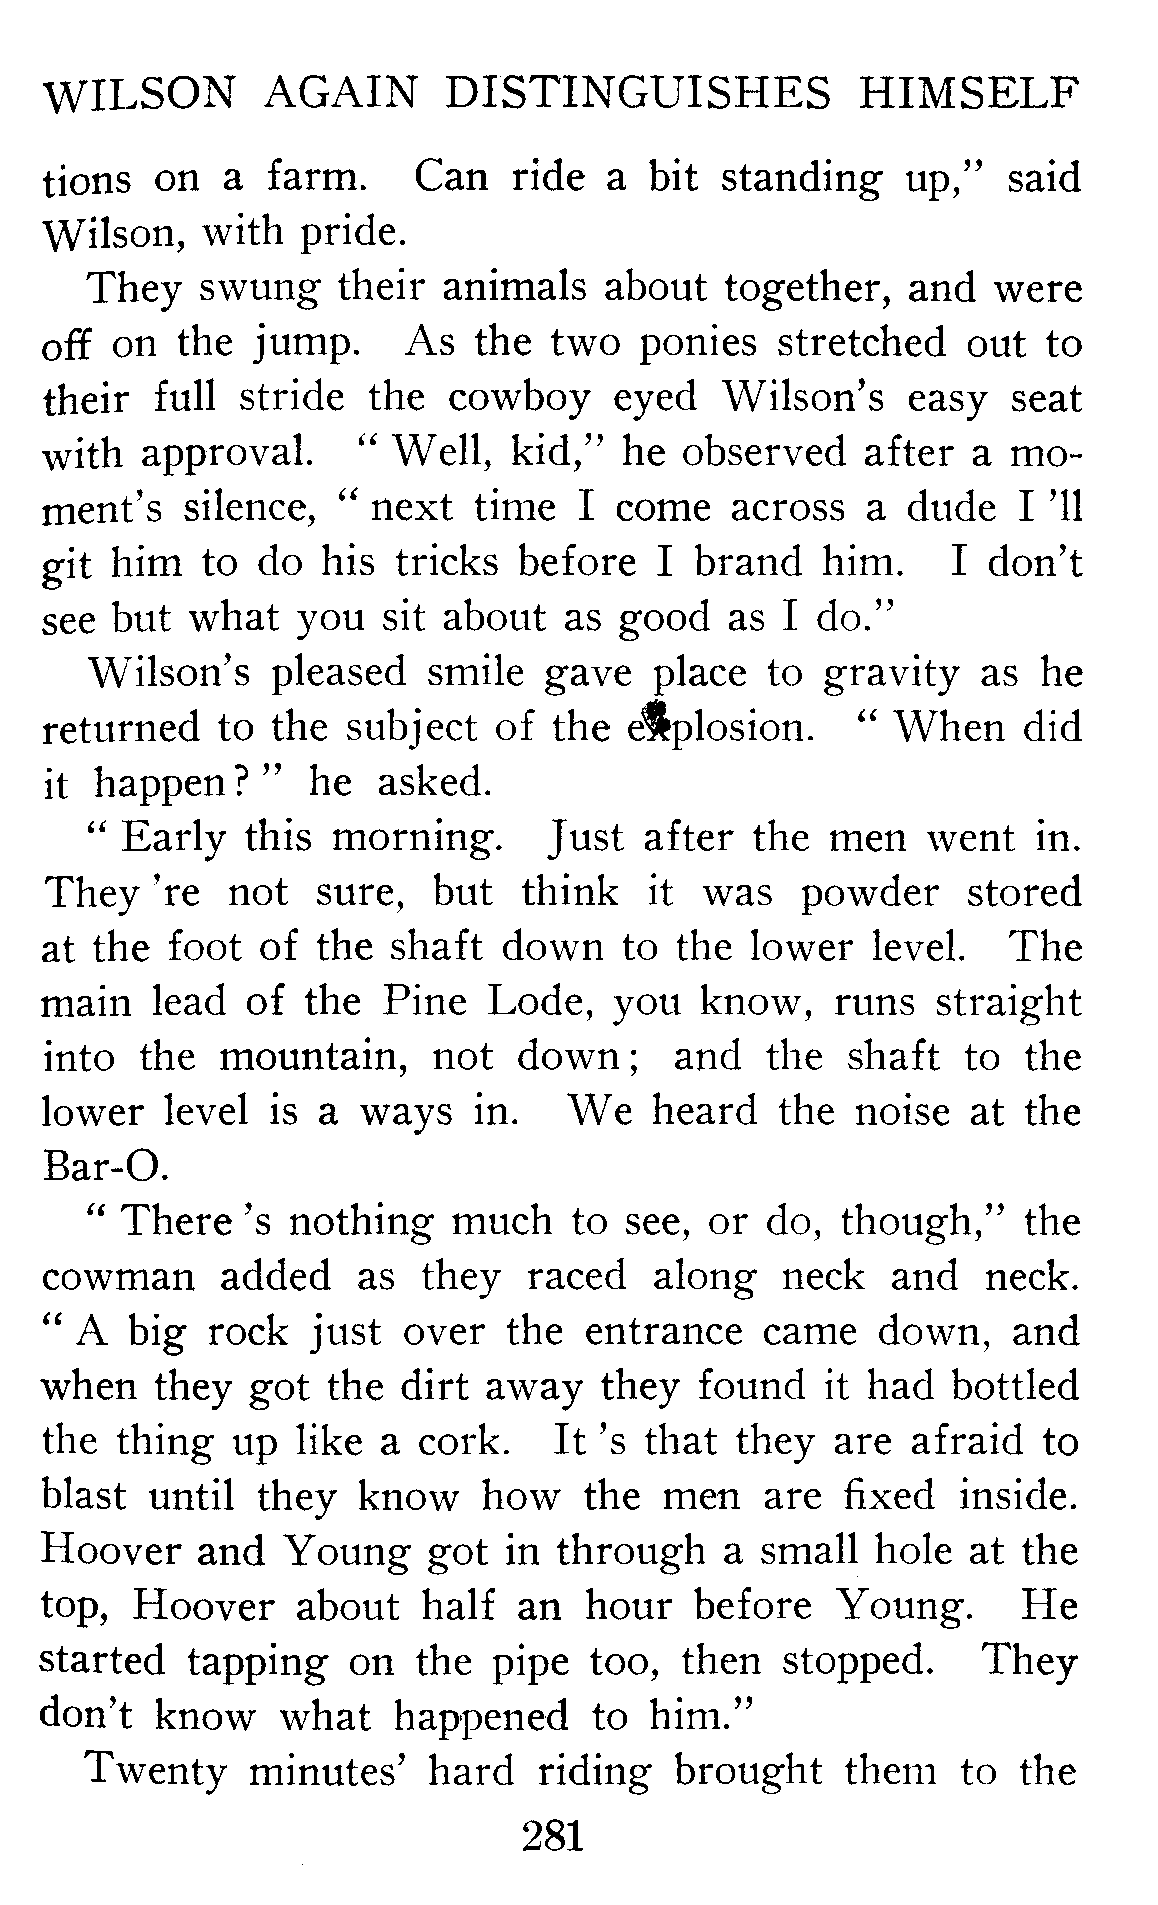 WILSON AGAIN DISTINGUISHES HIMSELF
tions on a farm. Can ride a bit standing up," said
Wilson, with pride.
They swung their animals about together, and were
off on the jump. As the two ponies stretched out to
their full stride the cowboy eyed Wilson's easy seat
with approval. " Well, kid," he observed after a mo-
ment's silence, " next time I come across a dude I 'll
git him to do his tricks before I brand him. I don't
see but what you sit about as good as I do."
Wilson's pleased smile gave place to gravity as he
returned to the subject of the explosion. " When did
it happen ? " he asked.
" Early this morning. Just after the men went in.
They 're not sure, but think it was powder stored
at the foot of the shaft down to the lower level. The
main lead of the Pine Lode, you know, runs straight
into the mountain, not down ; and the shaft to the
lower level is a ways in. We heard the noise at the
Bar-O.
" There 's nothing much to see, or do, though," the
cowman added as they raced along neck and neck.
" A big rock just over the entrance came down, and
when they got the dirt away they found it had bottled
the thing up like a cork. It 's that they are afraid to
blast until they know how the men are fixed inside.
Hoover and Young got in through a small hole at the
top, Hoover about half an hour before Young. He
started tapping on the pipe too, then stopped. They
don't know what happened to him."
Twenty minutes' hard riding brought them to the
281